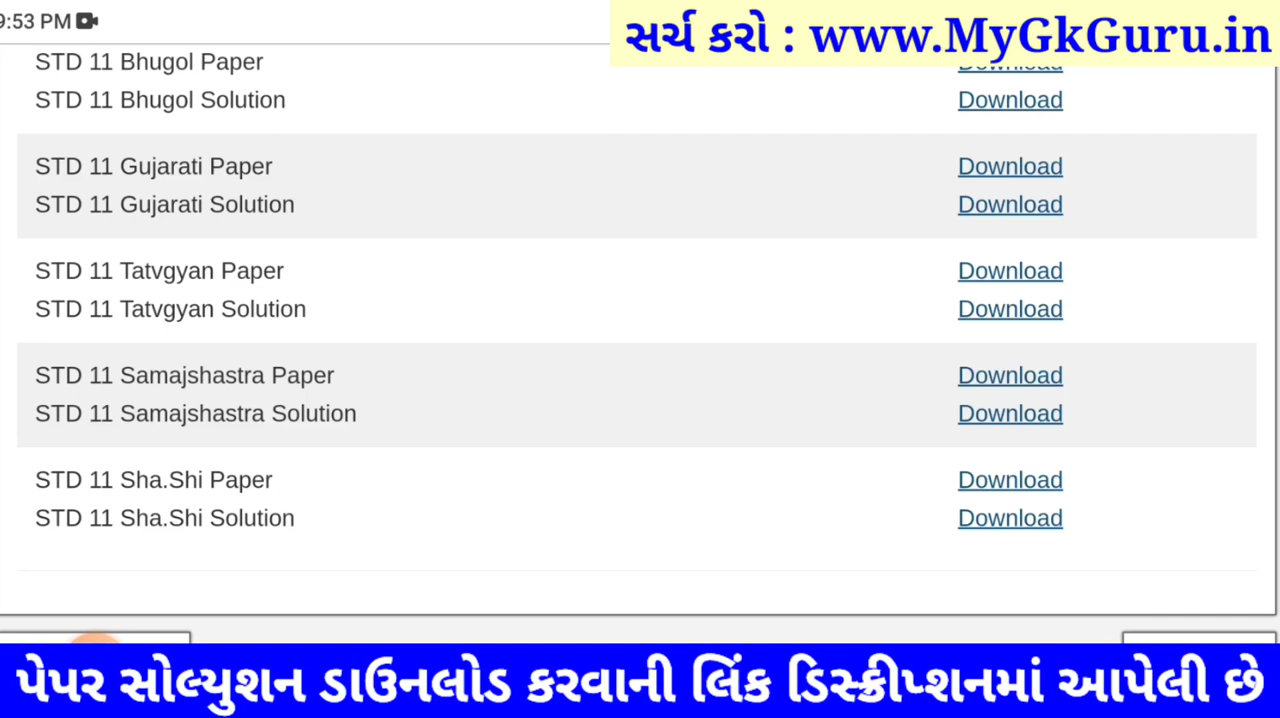 9:53 PM
સર્ચ કરો : www.MyGkGuru.in
STD 11 Bhugol Paper Download
STD 11 Bhugol Solution Download
STD 11 Gujarati Paper Download
STD 11 Gujarati Solution Download
STD 11 Tatvgyan Paper Download
STD 11 Tatvgyan Solution Download
STD 11 Samajshastra Paper Download
STD 11 Samajshastra Solution Download
STD 11 Sha.Shi Paper Download
STD 11 Sha.Shi Solution Download
પેપર સોલ્યુશન ડાઉનલોડ કરવાની લિંક ડિસ્ક્રીપ્શનમાં આપેલી છે